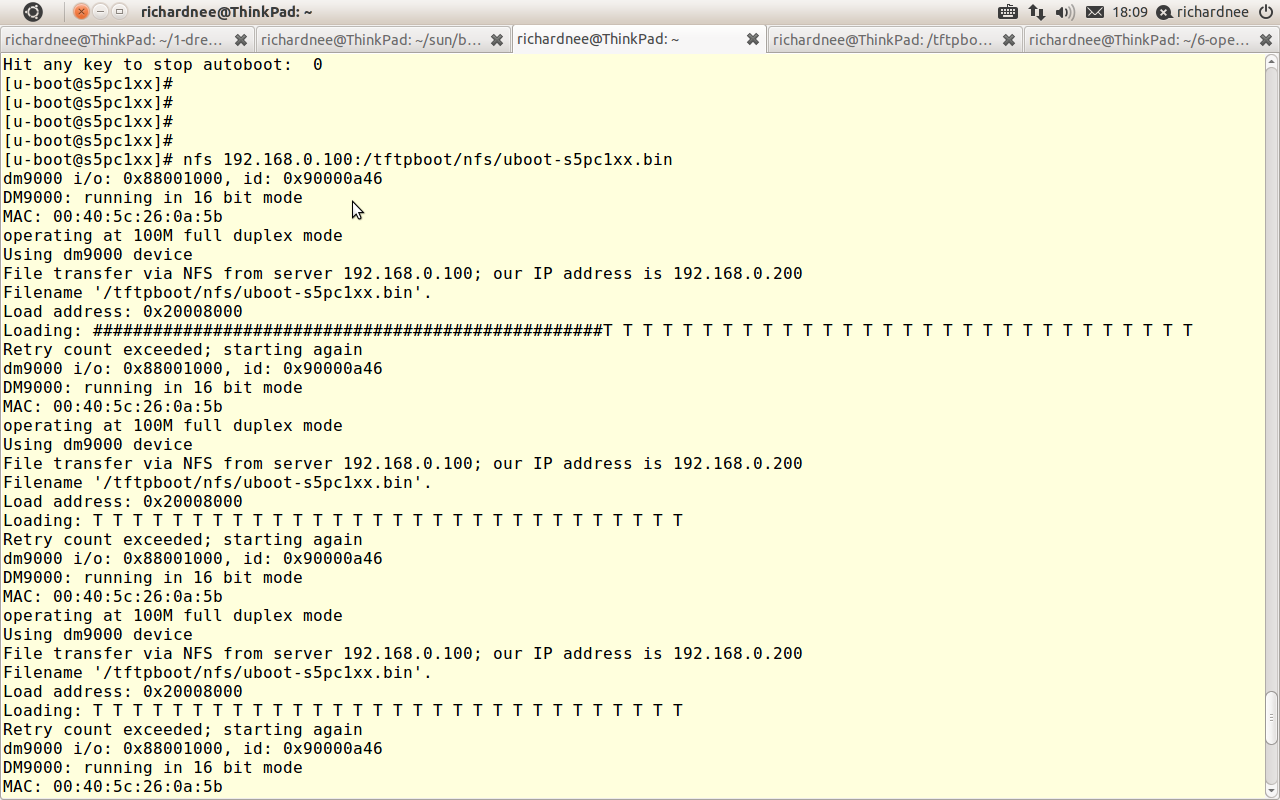 richardnee@ThinkPad: ~ 18:09 richardnee
richardnee@ThinkPad: ~/1-dre... richardnee@ThinkPad: ~/sun/b... richardnee@ThinkPad: ~ richardnee@ThinkPad: /tftpbo... richardnee@ThinkPad: ~/6-ope...
Hit any key to stop autoboot:  0
[u-boot@s5pc1xx]#
[u-boot@s5pc1xx]#
[u-boot@s5pc1xx]#
[u-boot@s5pc1xx]#
[u-boot@s5pc1xx]# nfs 192.168.0.100:/tftpboot/nfs/uboot-s5pc1xx.bin
dm9000 i/o: 0x88001000, id: 0x90000a46
DM9000: running in 16 bit mode
MAC: 00:40:5c:26:0a:5b
operating at 100M full duplex mode
Using dm9000 device
File transfer via NFS from server 192.168.0.100; our IP address is 192.168.0.200
Filename '/tftpboot/nfs/uboot-s5pc1xx.bin'.
Load address: 0x20008000
Loading: ###################################################T T T T T T T T T T T T T T T T T T T T T T T T T T T T T T
Retry count exceeded; starting again
dm9000 i/o: 0x88001000, id: 0x90000a46
DM9000: running in 16 bit mode
MAC: 00:40:5c:26:0a:5b
operating at 100M full duplex mode
Using dm9000 device
File transfer via NFS from server 192.168.0.100; our IP address is 192.168.0.200
Filename '/tftpboot/nfs/uboot-s5pc1xx.bin'.
Load address: 0x20008000
Loading: T T T T T T T T T T T T T T T T T T T T T T T T T T T T T T
Retry count exceeded; starting again
dm9000 i/o: 0x88001000, id: 0x90000a46
DM9000: running in 16 bit mode
MAC: 00:40:5c:26:0a:5b
operating at 100M full duplex mode
Using dm9000 device
File transfer via NFS from server 192.168.0.100; our IP address is 192.168.0.200
Filename '/tftpboot/nfs/uboot-s5pc1xx.bin'.
Load address: 0x20008000
Loading: T T T T T T T T T T T T T T T T T T T T T T T T T T T T T T
Retry count exceeded; starting again
dm9000 i/o: 0x88001000, id: 0x90000a46
DM9000: running in 16 bit mode
MAC: 00:40:5c:26:0a:5b